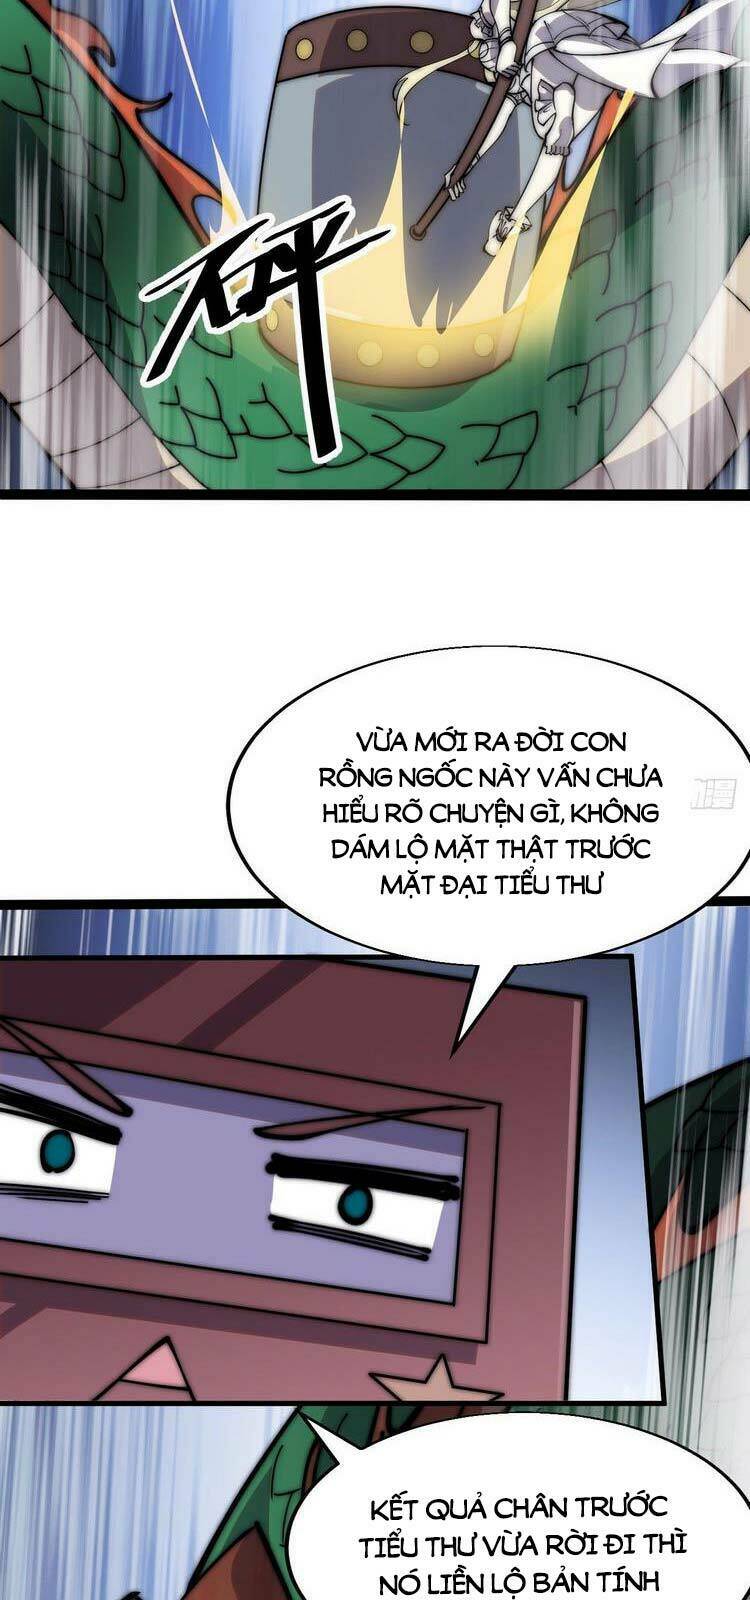 砰
VỪA MỚI RA ĐỜI CON
RỒNG NGỐC NÀY VẪN CHƯA
HIỂU RÕ CHUYỆN GÌ, KHÔNG
DÁM LỘ MẶT THẬT TRƯỚC
MẶT ĐẠI TIỂU THƯ
KẾT QUẢ CHÂN TRƯỚC
TIỂU THƯ VỪA RỜI ĐI THÌ
NÓ LIỀN LỘ BẢN TÍNH